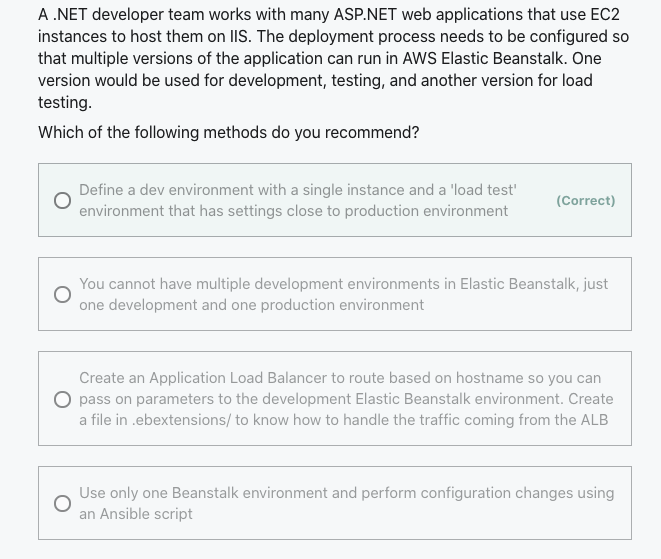 A .NET developer team works with many ASP.NET web applications that use EC2
instances to host them on IIS. The deployment process needs to be configured so
that multiple versions of the application can run in AWS Elastic Beanstalk. One
version would be used for development, testing, and another version for load
testing.
Which of the following methods do you recommend?
Define a dev environment with a single instance and a 'load test'
environment that has settings close to production environment
(Correct)
You cannot have multiple development environments in Elastic Beanstalk, just
one development and one production environment
Create an Application Load Balancer to route based on hostname so you can
pass on parameters to the development Elastic Beanstalk environment. Create
a file in .ebextensions/ to know how to handle the traffic coming from the ALB
Use only one Beanstalk environment and perform configuration changes using
an Ansible script